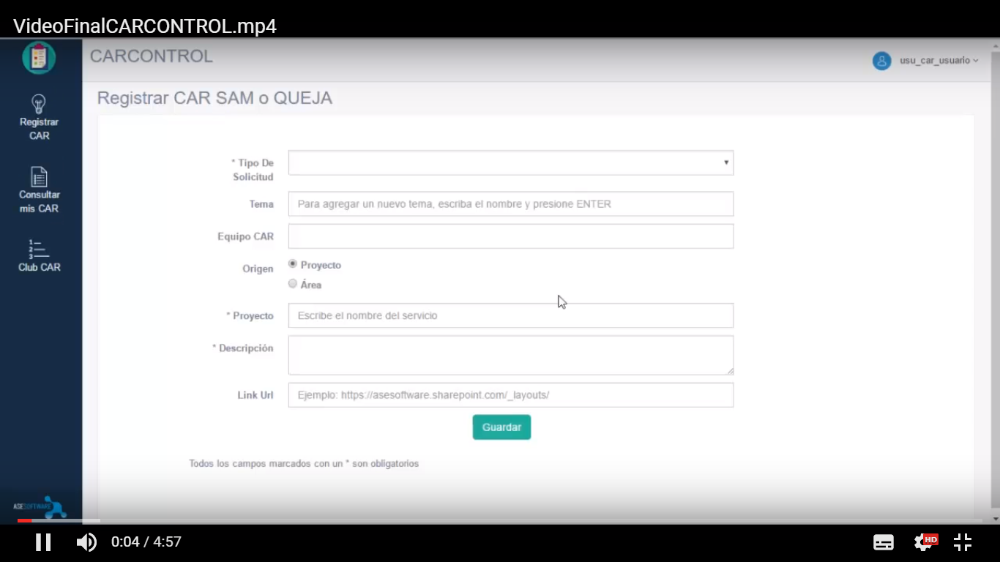 VideoFinalCARCONTROL.mp4
CARCONTROL
usu_car_usuario
Registrar CAR SAM o QUEJA
Registrar
CAR
Consultar
mis CAR
1
2
3
Club CAR
* Tipo De
Solicitud
Tema
Para agregar un nuevo tema, escriba el nombre y presione ENTER
Equipo CAR
Origen
Proyecto
Área
* Proyecto
Escribe el nombre del servicio
* Descripción
Link Url
Ejemplo: https://asesoftware.sharepoint.com/_layouts/
Guardar
Todos los campos marcados con un * son obligatorios
ASESOFTWARE
0:04 / 4:57
HD